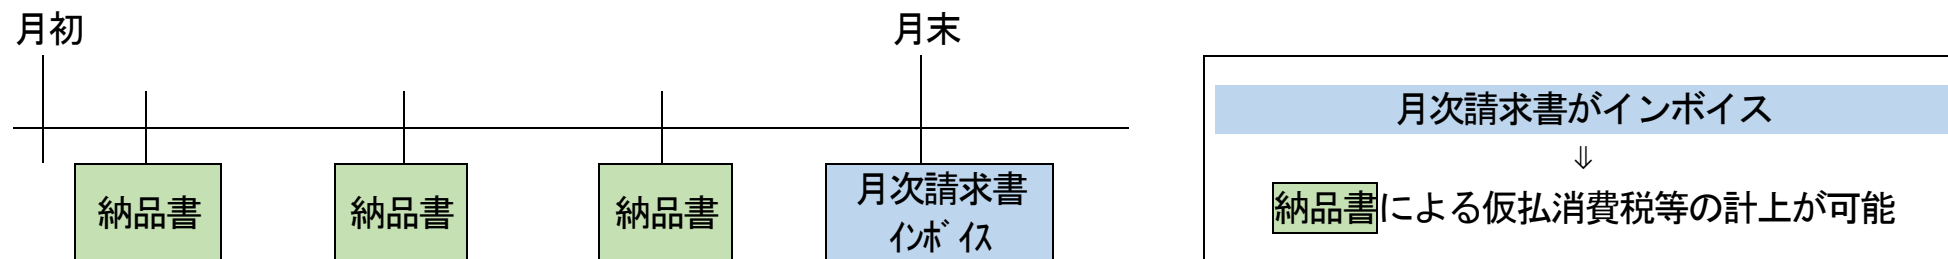 月初
月末
納品書
納品書
納品書
月次請求書
ｲﾝﾎﾞｲｽ
月次請求書がインボイス
⇓
納品書による仮払消費税等の計上が可能